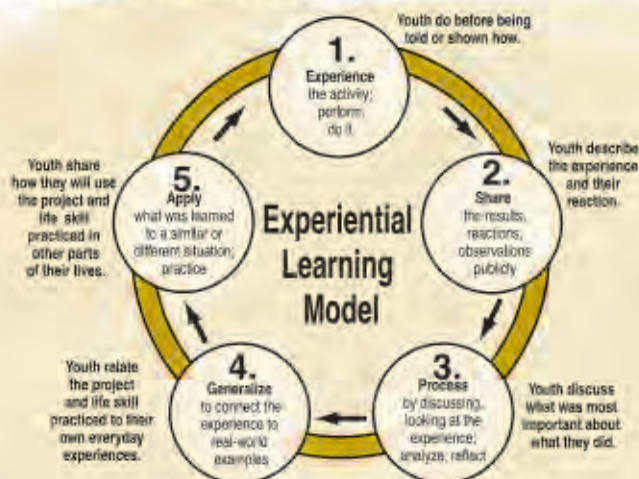 1.
Experience
the activity;
perform,
do it
Youth do before being
told or shown how.
2.
Share
the results,
reactions,
observations
publicly
Youth describe
the experience
and their
reaction.
3.
Process
by discussing,
looking at the
experience;
analyze, reflect
Youth discuss
what was most
important about
what they did.
4.
Generalize
to connect the
experience to
real-world
examples
Youth relate
the project
and life skill
practiced to their
own everyday
experiences.
5.
Apply
what was learned
to a similar or
different situation;
practice
Youth share
how they will use
the project and
life skill
practiced in
other parts
of their lives.
Experiential
Learning
Model